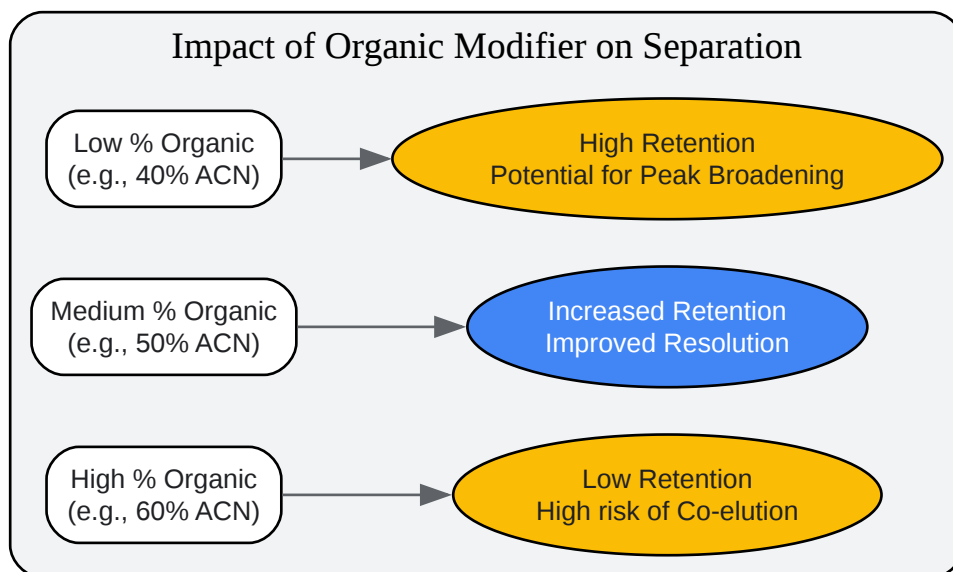 Impact of Organic Modifier on Separation
Low % Organic
(e.g., 40% ACN)
High Retention
Potential for Peak Broadening
Medium % Organic
(e.g., 50% ACN)
Increased Retention
Improved Resolution
High % Organic
(e.g., 60% ACN)
Low Retention
High risk of Co-elution